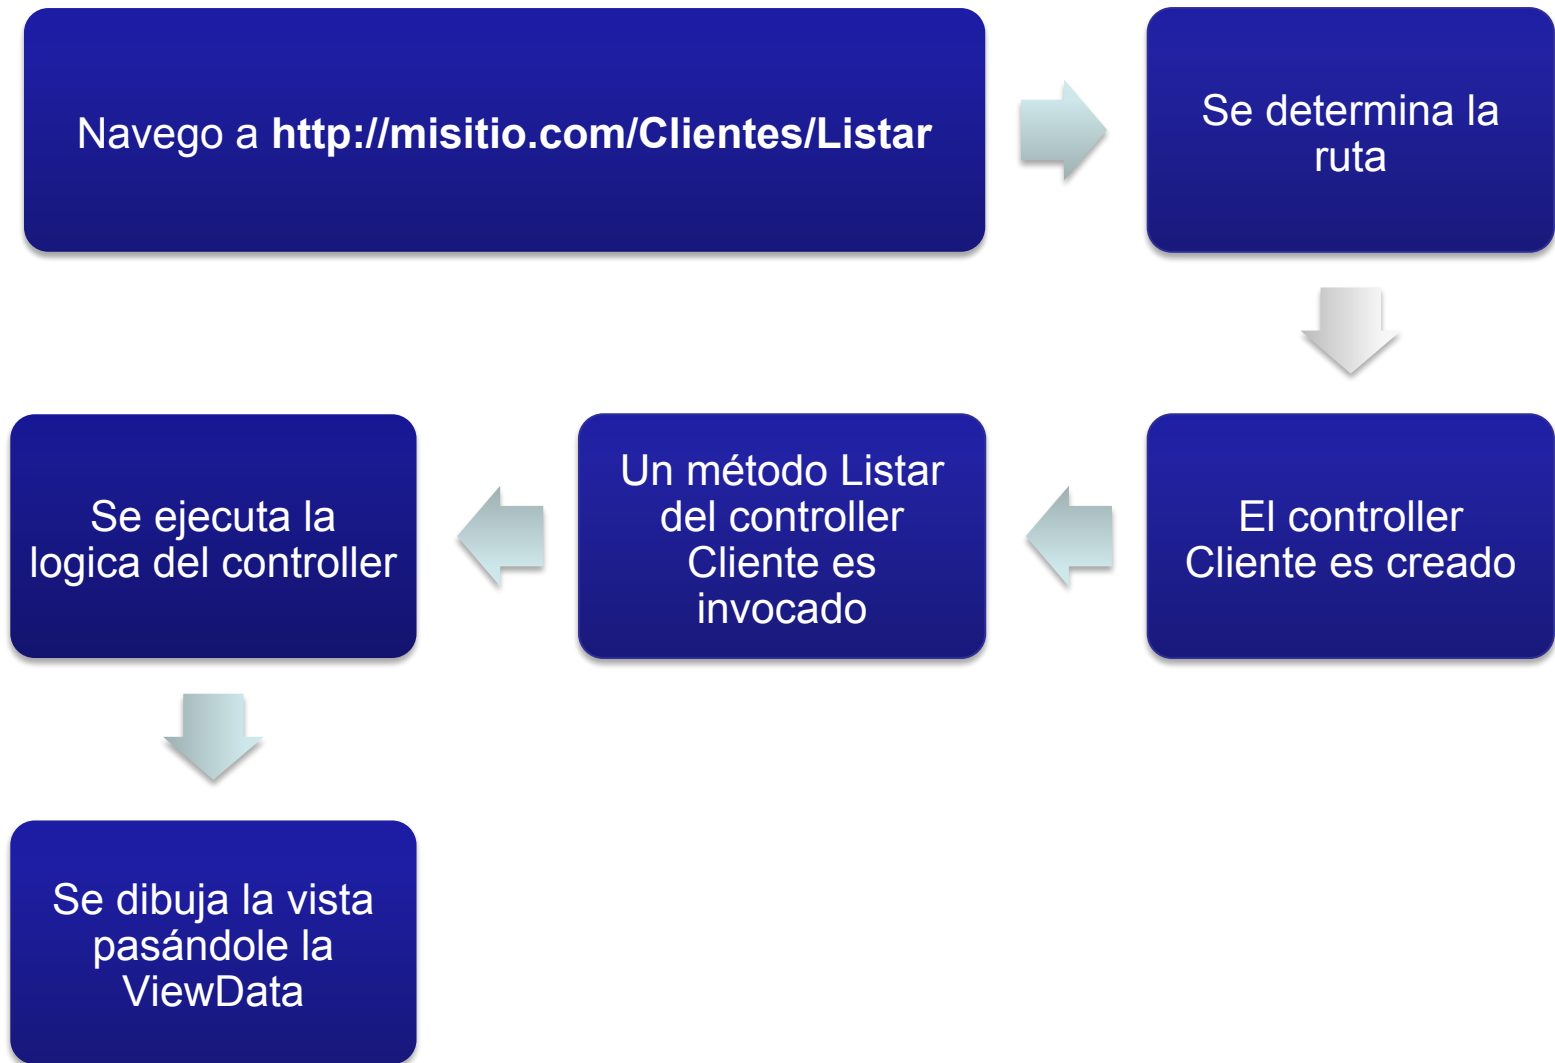 Navego a http://misitio.com/Clientes/Listar
Se determina la
ruta
El controller
Cliente es creado
Un método Listar
del controller
Cliente es
invocado
Se ejecuta la
logica del controller
Se dibuja la vista
pasándole la
ViewData